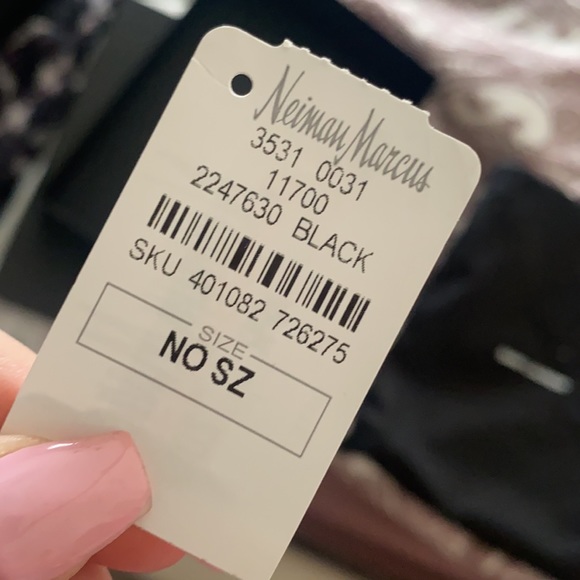 Neiman Marcus
3531 0031
11700
2247630 BLACK
SKU 401082 726275
SIZE
NO SZ